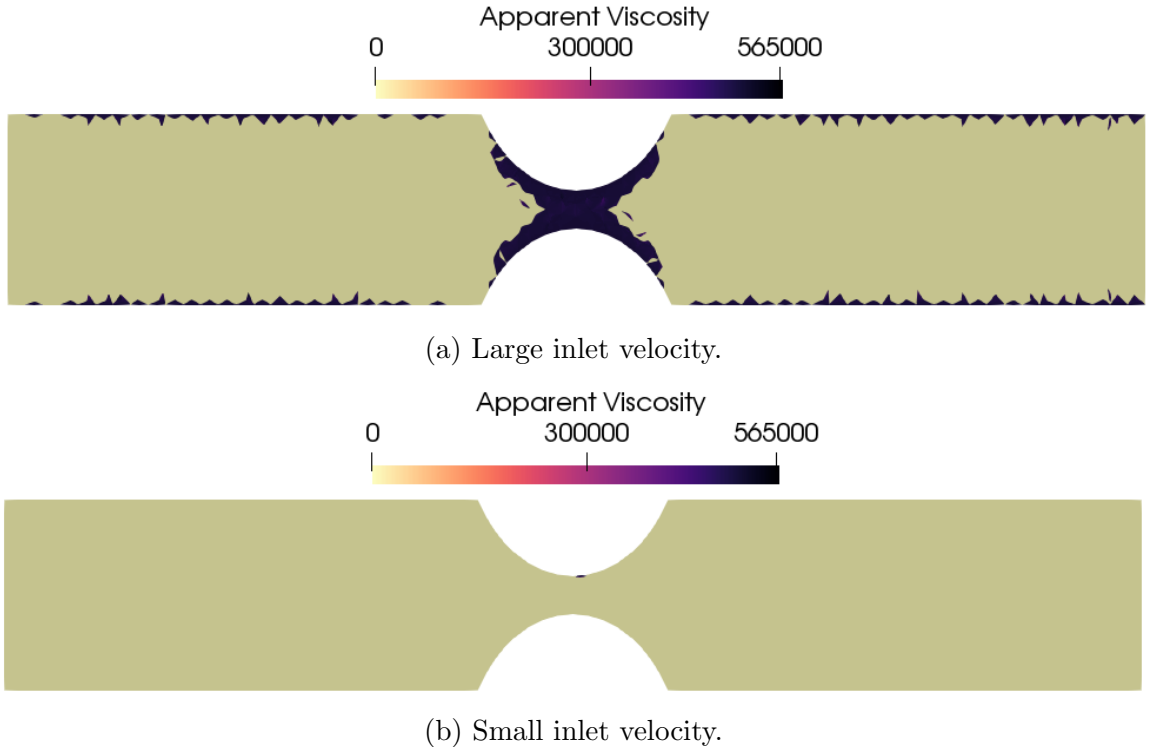 Apparent Viscosity
0 300000 565000
(a) Large inlet velocity.
Apparent Viscosity
0 300000 565000
(b) Small inlet velocity.